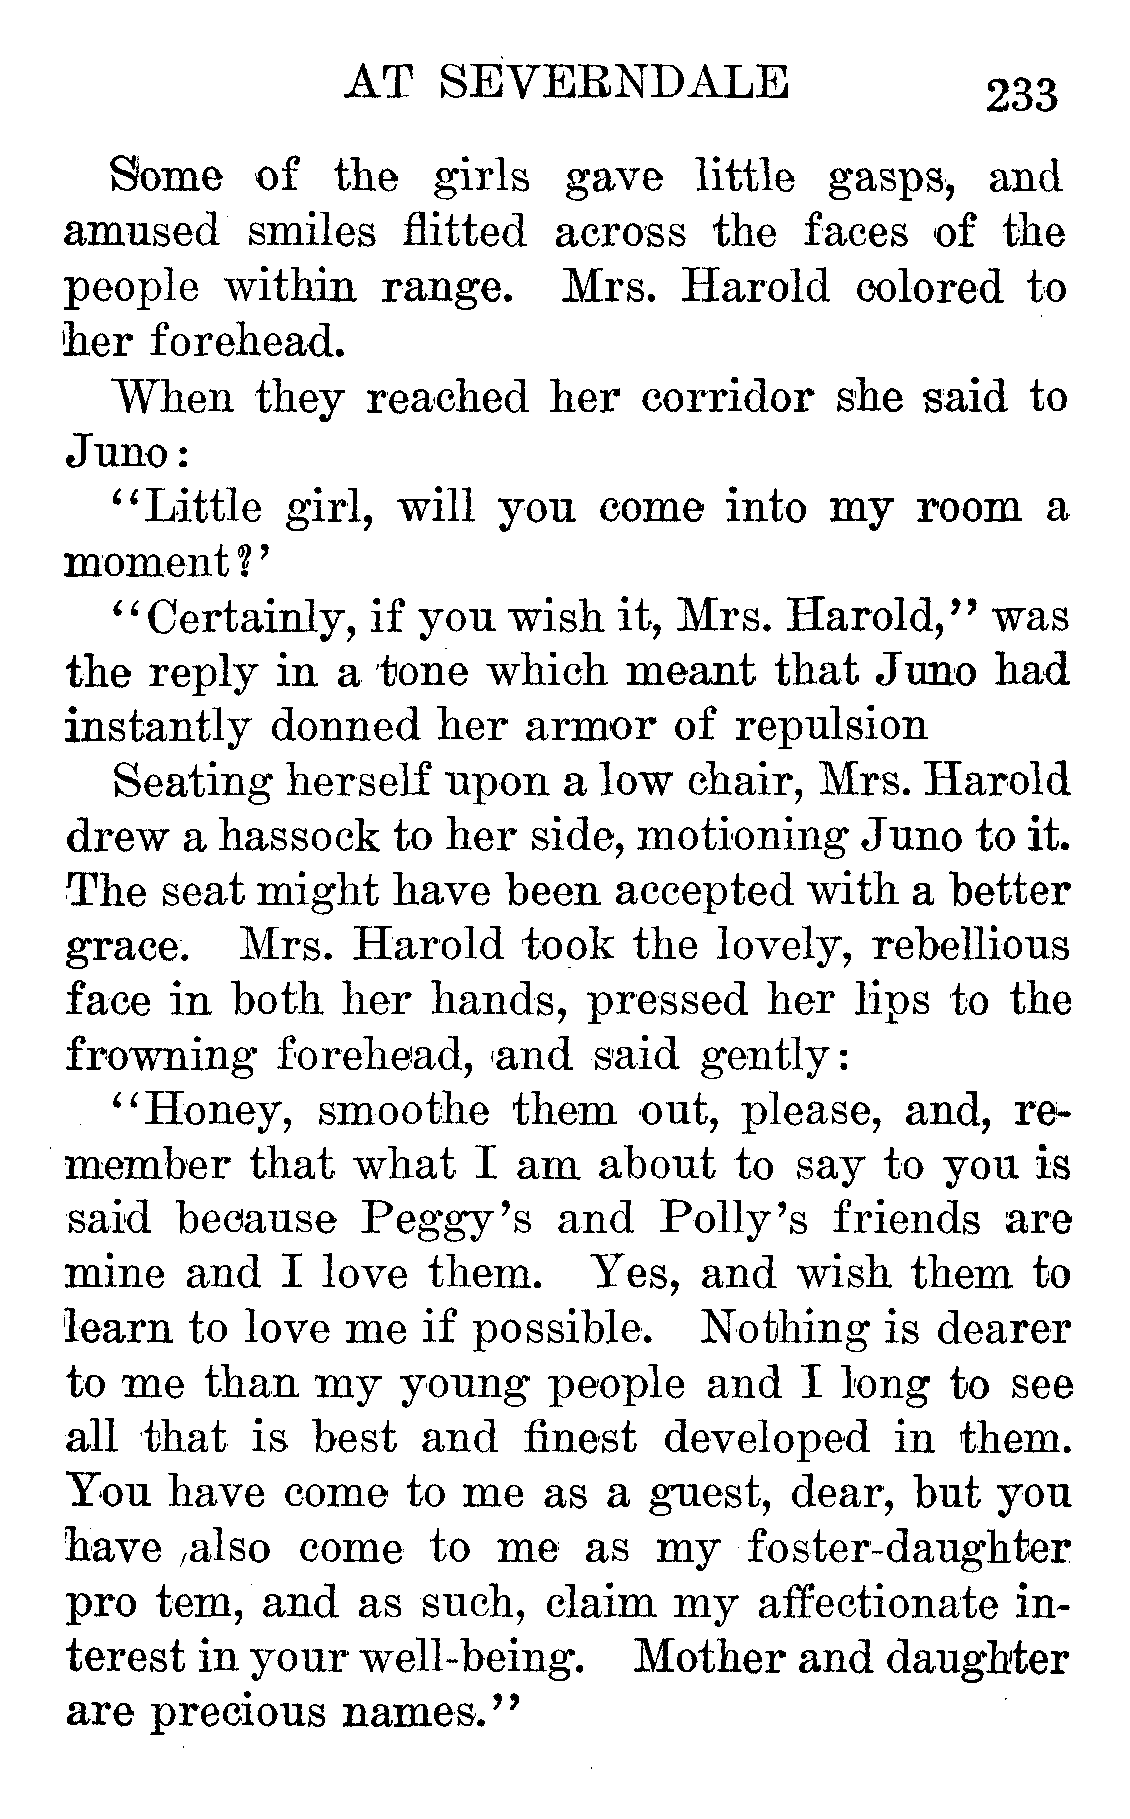 AT SEVERNDALE 233
Some of the girls gave little gasps, and
amused smiles flitted across the faces of the
people within range. Mrs. Harold colored to
her forehead.
When they reached her corridor she said to
Juno:
"Little girl, will you come into my room a
moment?'
"Certainly, if you wish it, Mrs. Harold," was
the reply in a tone which meant that Juno had
instantly donned her armor of repulsion
Seating herself upon a low chair, Mrs. Harold
drew a hassock to her side, motioning Juno to it.
The seat might have been accepted with a better
grace. Mrs. Harold took the lovely, rebellious
face in both her hands, pressed her lips to the
frowning forehead, and said gently:
"Honey, smoothe them out, please, and, re-
member that what I am about to say to you is
said because Peggy's and Polly's friends are
mine and I love them. Yes, and wish them to
learn to love me if possible. Nothing is dearer
to me than my young people and I long to see
all that is best and finest developed in them.
You have come to me as a guest, dear, but you
have also come to me as my foster-daughter
pro tem, and as such, claim my affectionate in-
terest in your well-being. Mother and daughter
are precious names."